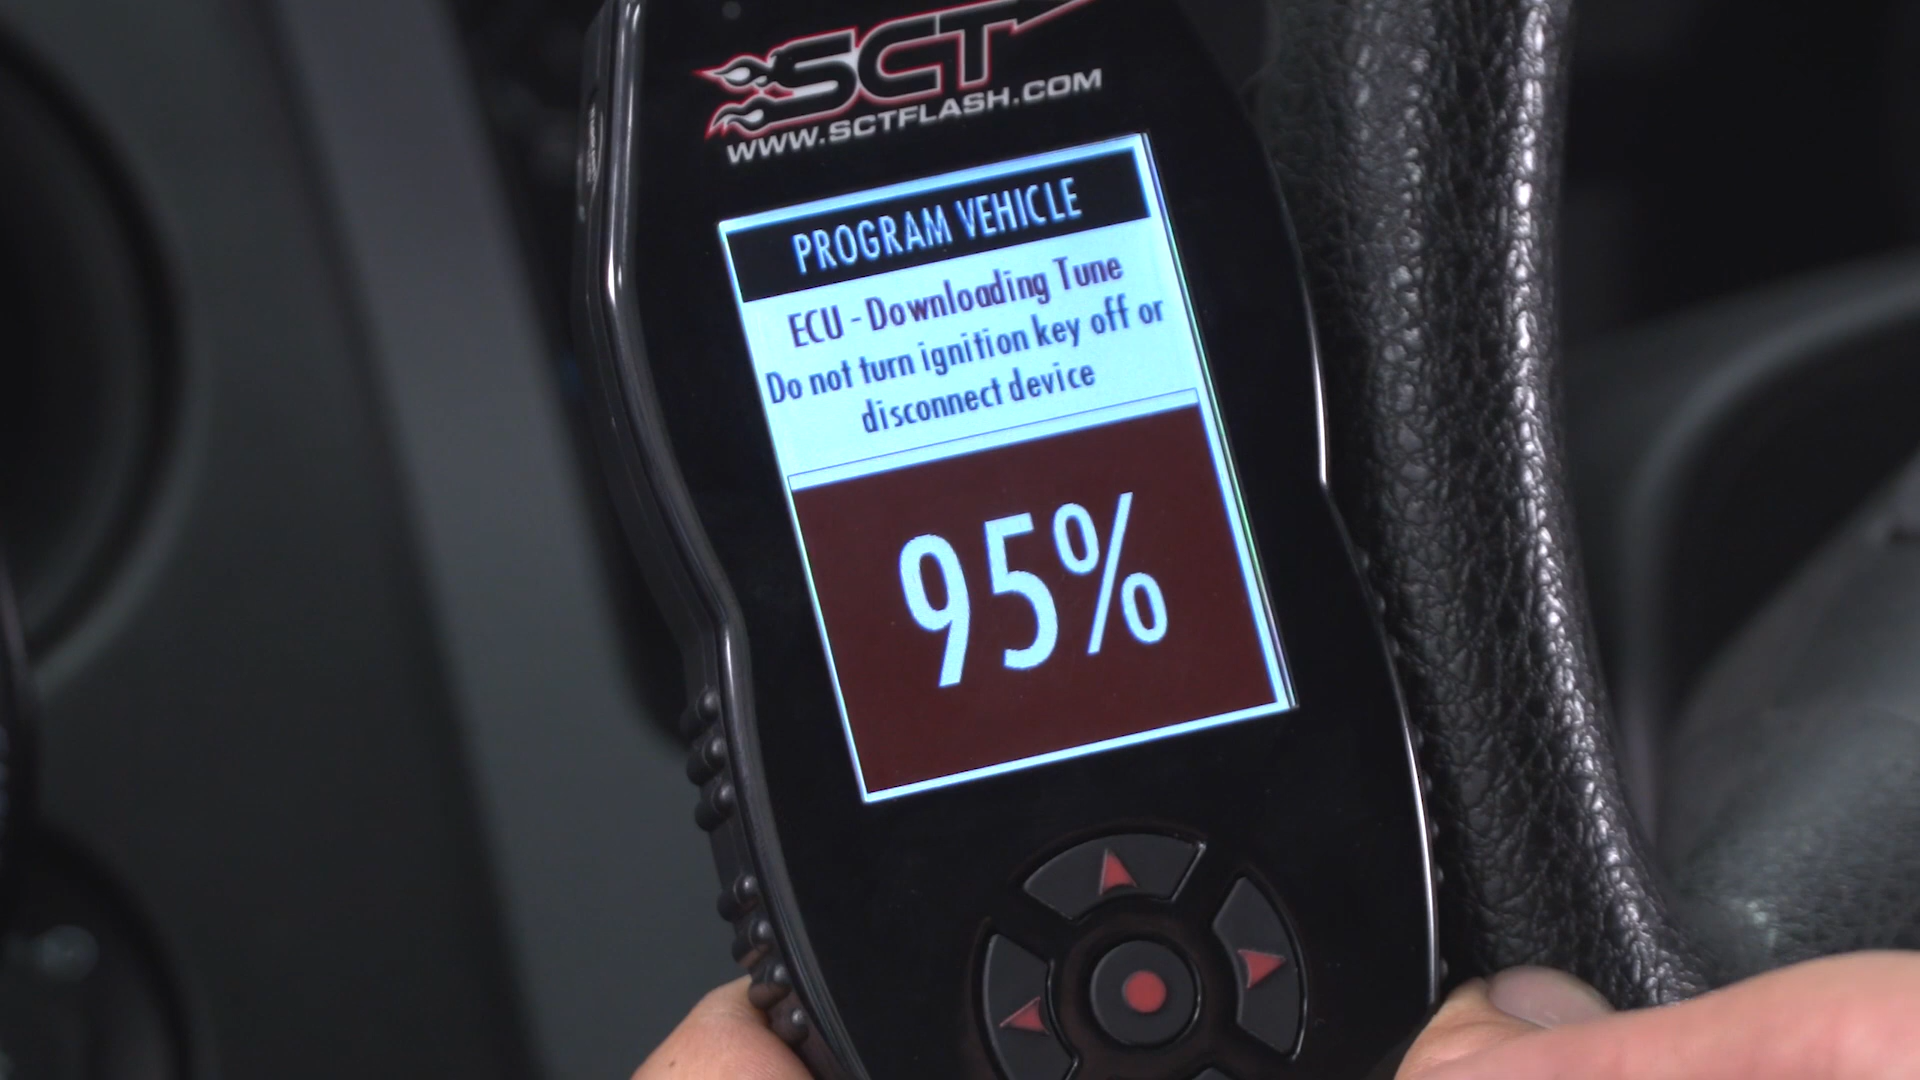 SCT
WWW.SCTFLASH.COM
PROGRAM VEHICLE
ECU - Downloading Tune
Do not turn ignition key off or
disconnect device
95%